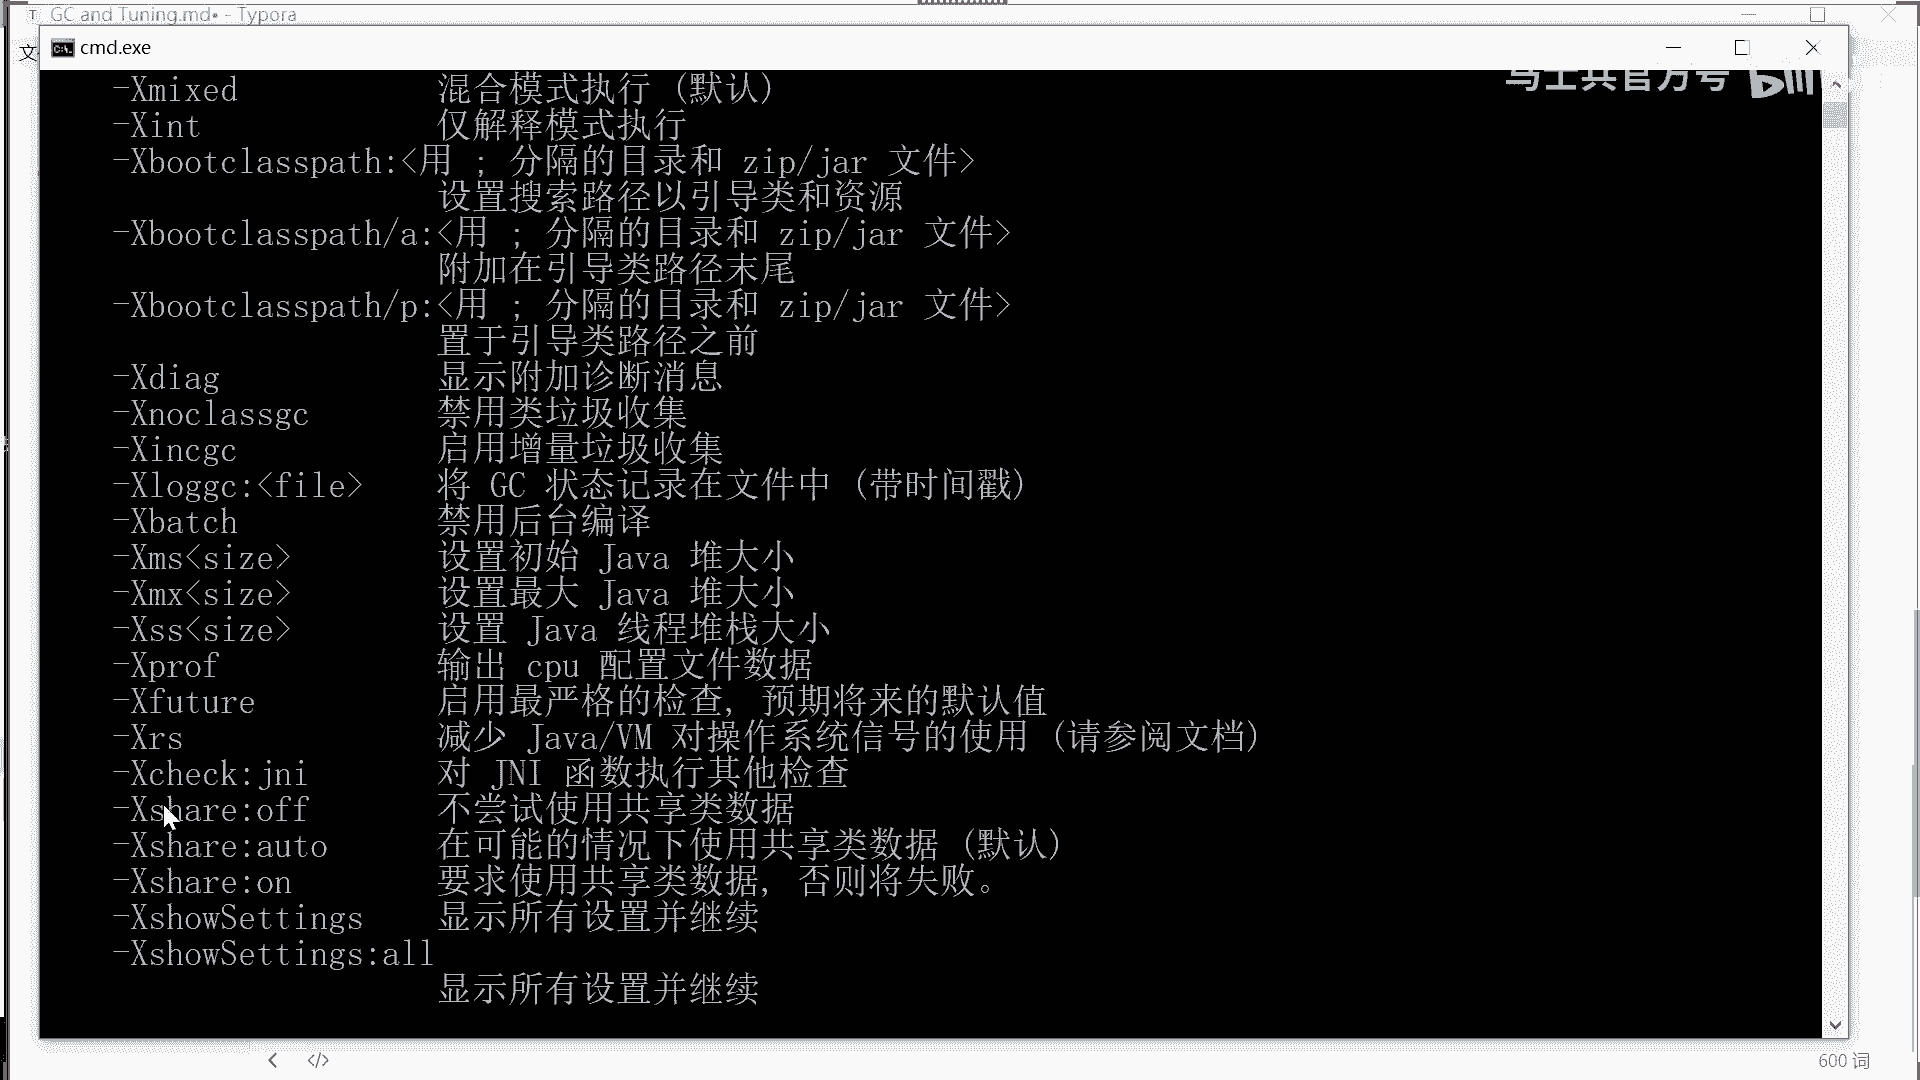 GC and Tuning.md• - Typora
文
cmd.exe
马士兵官方号 bili
-Xmixed 混合模式执行 (默认)
-Xint 仅解释模式执行
-Xbootclasspath:<用 ; 分隔的目录和 zip/jar 文件>
设置搜索路径以引导类和资源
-Xbootclasspath/a:<用 ; 分隔的目录和 zip/jar 文件>
附加在引导类路径末尾
-Xbootclasspath/p:<用 ; 分隔的目录和 zip/jar 文件>
置于引导类路径之前
-Xdiag 显示附加诊断消息
-Xnoclassgc 禁用类垃圾收集
-Xincgc 启用增量垃圾收集
-Xloggc:<file> 将 GC 状态记录在文件中 (带时间戳)
-Xbatch 禁用后台编译
-Xms<size> 设置初始 Java 堆大小
-Xmx<size> 设置最大 Java 堆大小
-Xss<size> 设置 Java 线程堆栈大小
-Xprof 输出 cpu 配置文件数据
-Xfuture 启用最严格的检查, 预期将来的默认值
-Xrs 减少 Java/VM 对操作系统信号的使用 (请参阅文档)
-Xcheck:jni 对 JNI 函数执行其他检查
-Xshare:off 不尝试使用共享类数据
-Xshare:auto 在可能的情况下使用共享类数据 (默认)
-Xshare:on 要求使用共享类数据, 否则将失败。
-XshowSettings 显示所有设置并继续
-XshowSettings:all
显示所有设置并继续
600 词